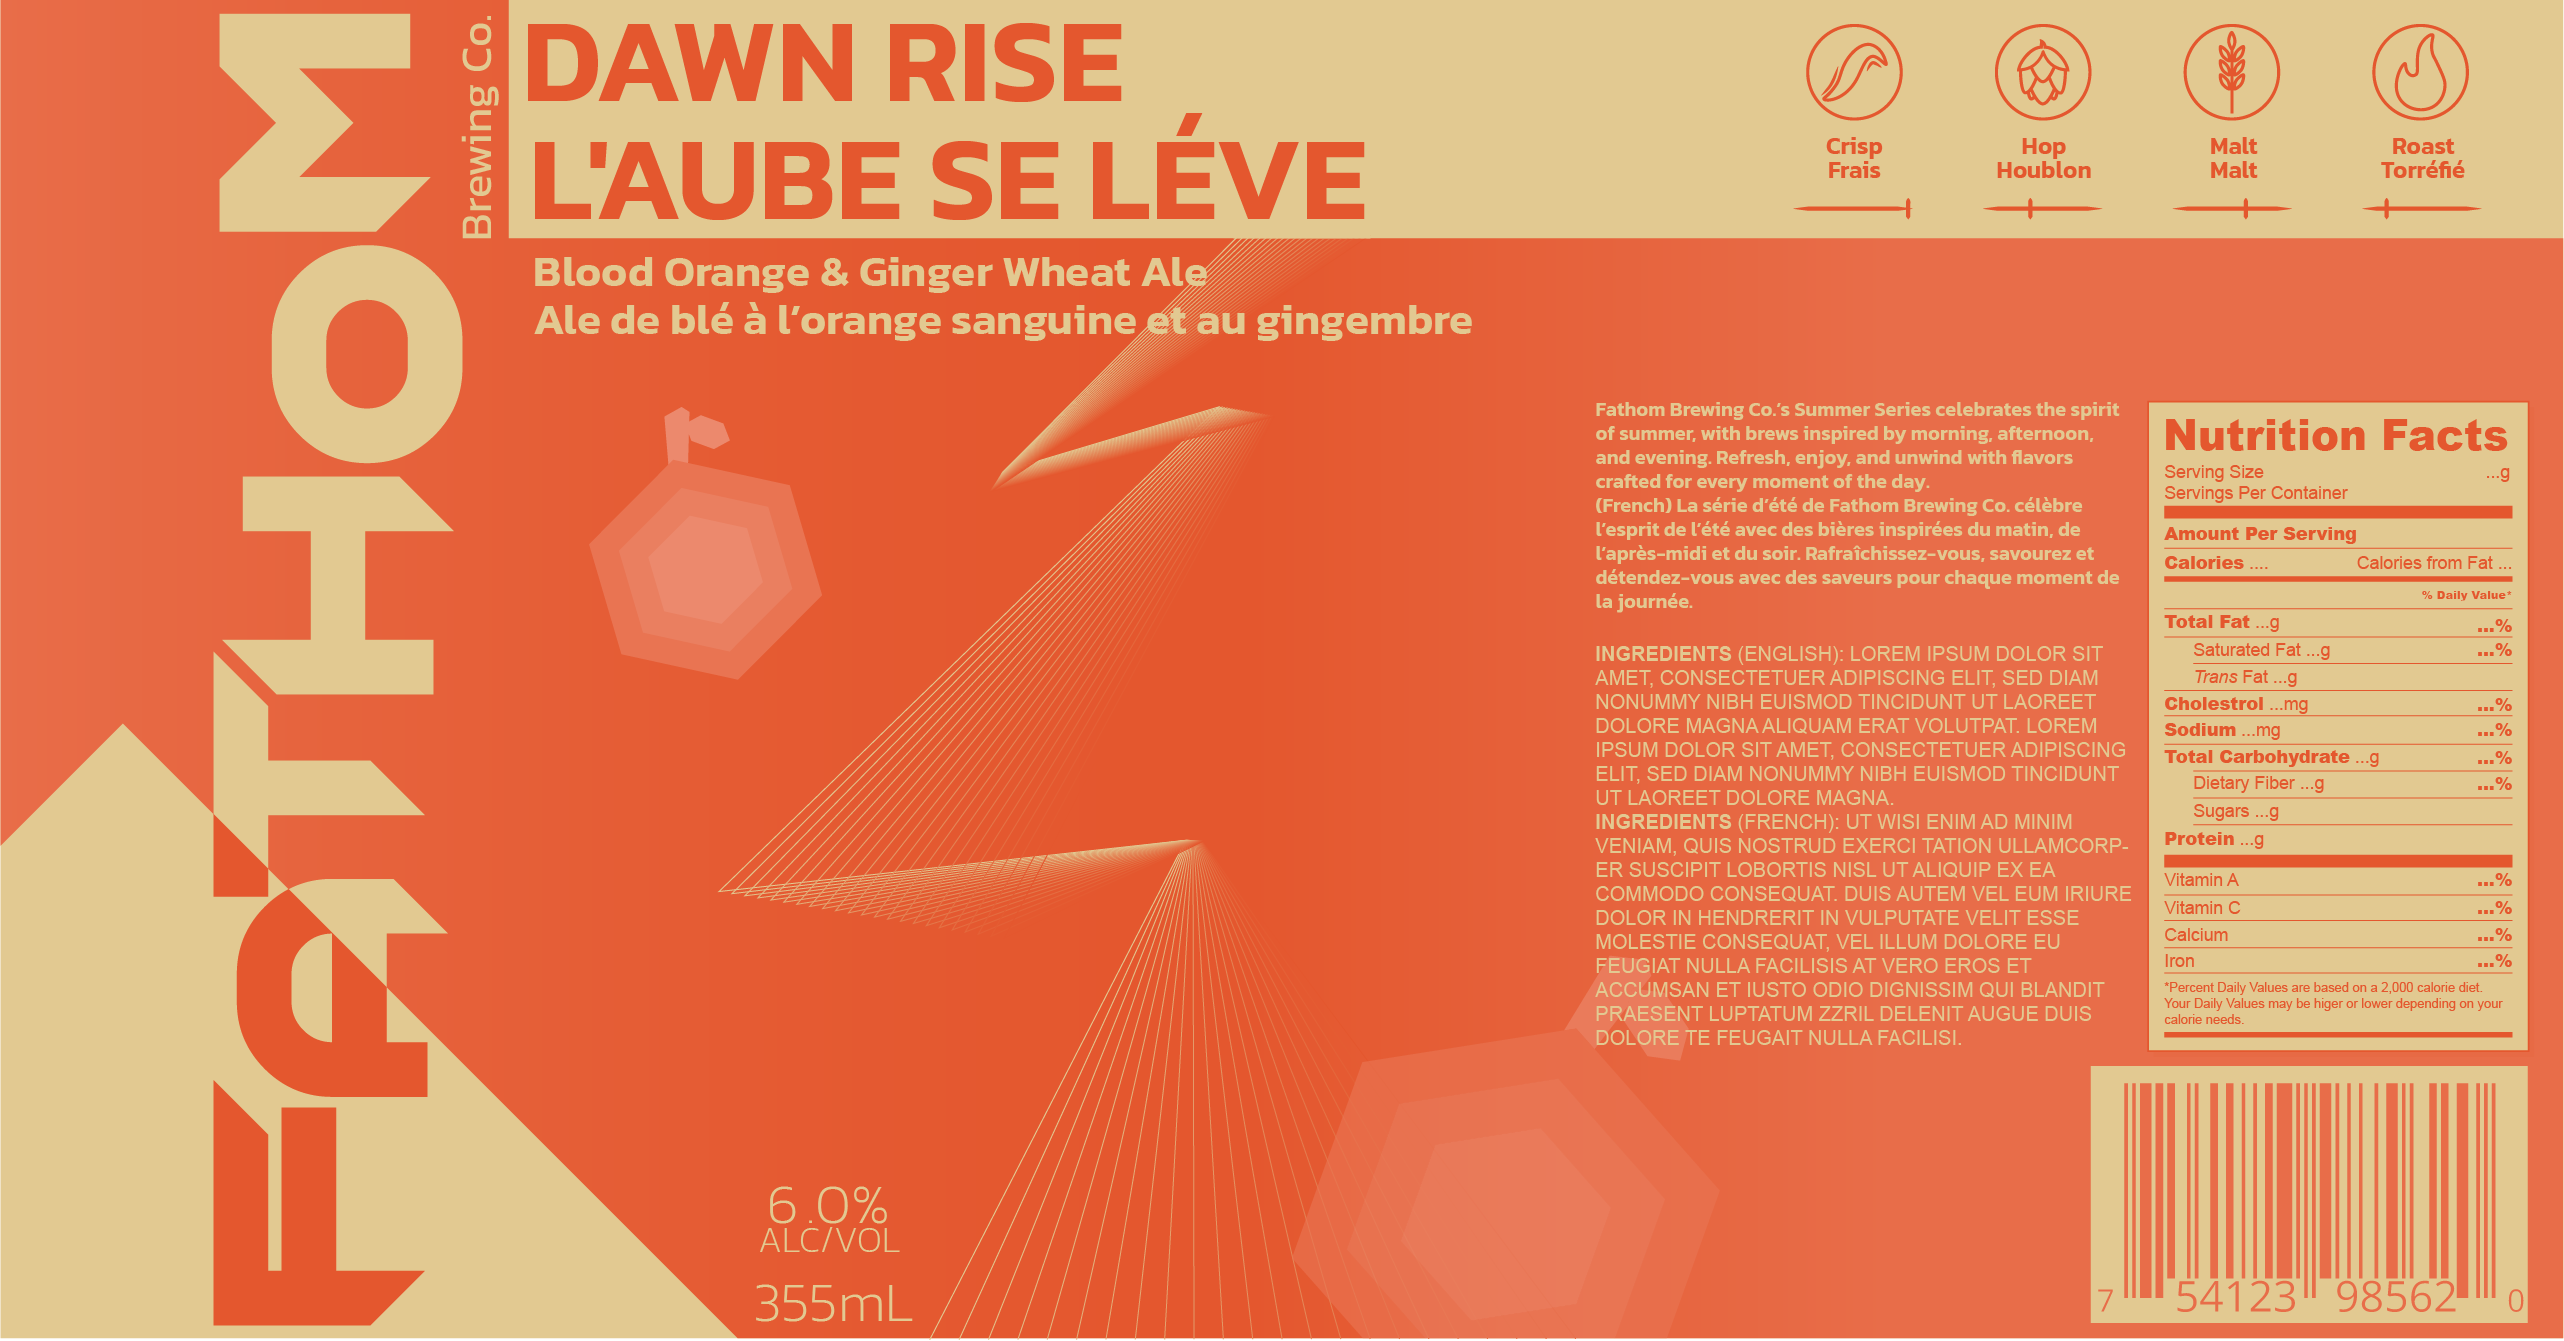 FATHOM
Brewing Co.
DAWN RISE
L'AUBE SE LÉVE
Blood Orange & Ginger Wheat Ale
Ale de blé à l’orange sanguine et au gingembre
Crisp
Frais
Hop
Houblon
Malt
Malt
Roast
Torréfié
6.0%
ALC/VOL
355mL
Fathom Brewing Co.’s Summer Series celebrates the spirit
of summer, with brews inspired by morning, afternoon,
and evening. Refresh, enjoy, and unwind with flavors
crafted for every moment of the day.
(French) La série d’été de Fathom Brewing Co. célèbre
l’esprit de l’été avec des bières inspirées du matin, de
l’après-midi et du soir. Rafraîchissez-vous, savourez et
détendez-vous avec des saveurs pour chaque moment de
la journée.
INGREDIENTS (ENGLISH): LOREM IPSUM DOLOR SIT
AMET, CONSECTETUER ADIPISCING ELIT, SED DIAM
NONUMMY NIBH EUISMOD TINCIDUNT UT LAOREET
DOLORE MAGNA ALIQUAM ERAT VOLUTPAT. LOREM
IPSUM DOLOR SIT AMET, CONSECTETUER ADIPISCING
ELIT, SED DIAM NONUMMY NIBH EUISMOD TINCIDUNT
UT LAOREET DOLORE MAGNA.
INGREDIENTS (FRENCH): UT WISI ENIM AD MINIM
VENIAM, QUIS NOSTRUD EXERCI TATION ULLAMCORP-
ER SUSCIPIT LOBORTIS NISL UT ALIQUIP EX EA
COMMODO CONSEQUAT. DUIS AUTEM VEL EUM IRIURE
DOLOR IN HENDRERIT IN VULPUTATE VELIT ESSE
MOLESTIE CONSEQUAT, VEL ILLUM DOLORE EU
FEUGIAT NULLA FACILISIS AT VERO EROS ET
ACCUMSAN ET IUSTO ODIO DIGNISSIM QUI BLANDIT
PRAESENT LUPTATUM ZZRIL DELENIT AUGUE DUIS
DOLORE TE FEUGAIT NULLA FACILISI.
Nutrition Facts
Serving Size ...g
Servings Per Container
Amount Per Serving
Calories .... Calories from Fat ...
% Daily Value*
Total Fat ...g ...%
Saturated Fat ...g ...%
Trans Fat ...g
Cholestrol ...mg ...%
Sodium ...mg ...%
Total Carbohydrate ...g ...%
Dietary Fiber ...g ...%
Sugars ...g
Protein ...g
Vitamin A ...%
Vitamin C ...%
Calcium ...%
Iron ...%
*Percent Daily Values are based on a 2,000 calorie diet.
Your Daily Values may be higer or lower depending on your
calorie needs.
7 54123 98562 0